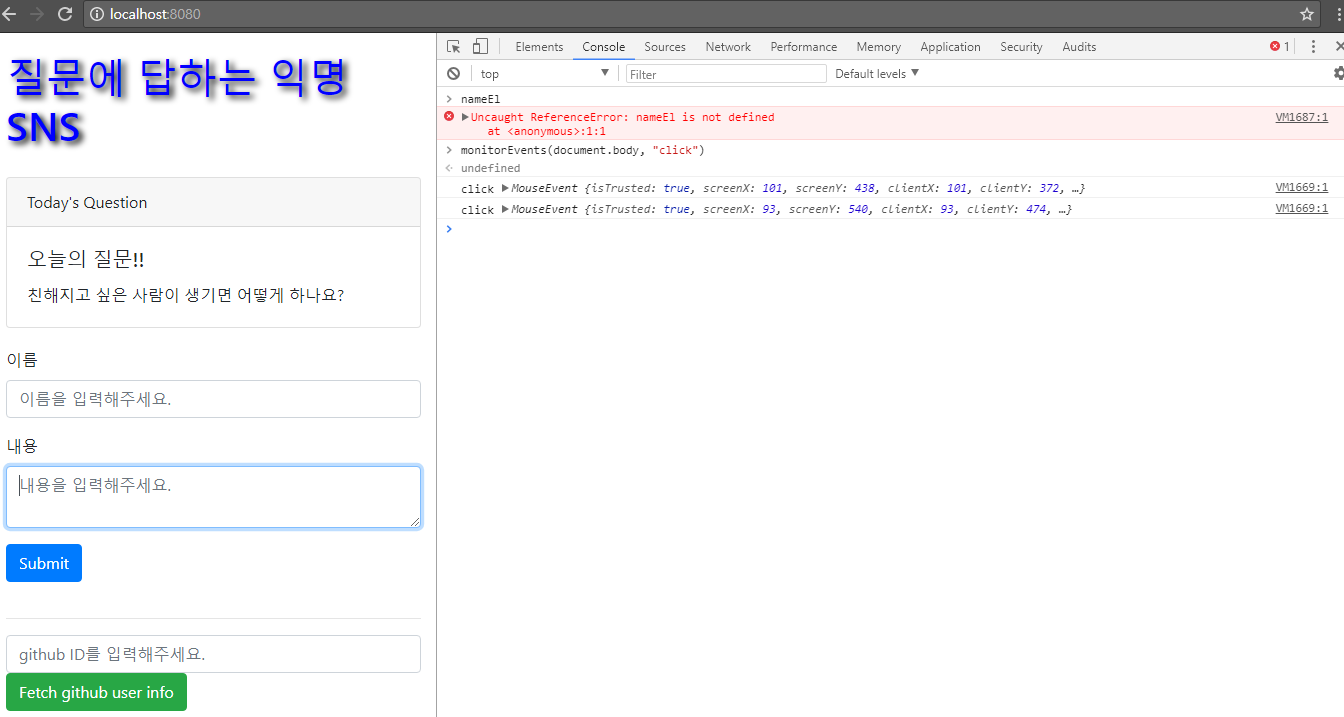 localhost:8080
질문에 답하는 익명
SNS
Today's Question
오늘의 질문!!
친해지고 싶은 사람이 생기면 어떻게 하나요?
이름
이름을 입력해주세요.
내용
내용을 입력해주세요.
Submit
github ID를 입력해주세요.
Fetch github user info
Elements Console Sources Network Performance Memory Application Security Audits 1
top Filter Default levels
nameEl
Uncaught ReferenceError: nameEl is not defined VM1687:1
at <anonymous>:1:1
monitorEvents(document.body, "click")
undefined
click MouseEvent {isTrusted: true, screenX: 101, screenY: 438, clientX: 101, clientY: 372, …} VM1669:1
click MouseEvent {isTrusted: true, screenX: 93, screenY: 540, clientX: 93, clientY: 474, …} VM1669:1